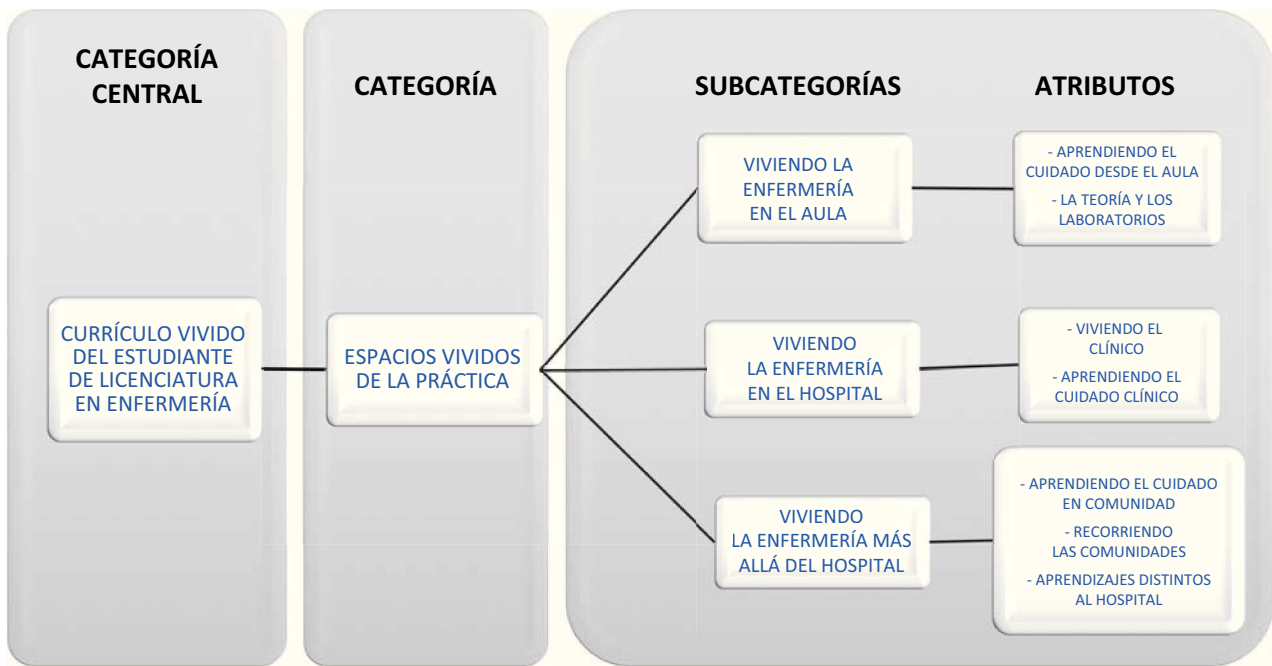 CATEGORÍA
CENTRAL
CATEGORÍA
SUBCATEGORÍAS
ATRIBUTOS
CURRÍCULO VIVIDO
DEL ESTUDIANTE
DE LICENCIATURA
EN ENFERMERÍA
ESPACIOS VIVIDOS
DE LA PRÁCTICA
VIVIENDO LA
ENFERMERÍA
EN EL AULA
- APRENDIENDO EL
CUIDADO DESDE EL AULA
- LA TEORÍA Y LOS
LABORATORIOS
VIVIENDO
LA ENFERMERÍA
EN EL HOSPITAL
- VIVIENDO EL
CLÍNICO
- APRENDIENDO EL
CUIDADO CLÍNICO
VIVIENDO
LA ENFERMERÍA MÁS
ALLÁ DEL HOSPITAL
- APRENDIENDO EL CUIDADO
EN COMUNIDAD
- RECORRIENDO
LAS COMUNIDADES
- APRENDIZAJES DISTINTOS
AL HOSPITAL